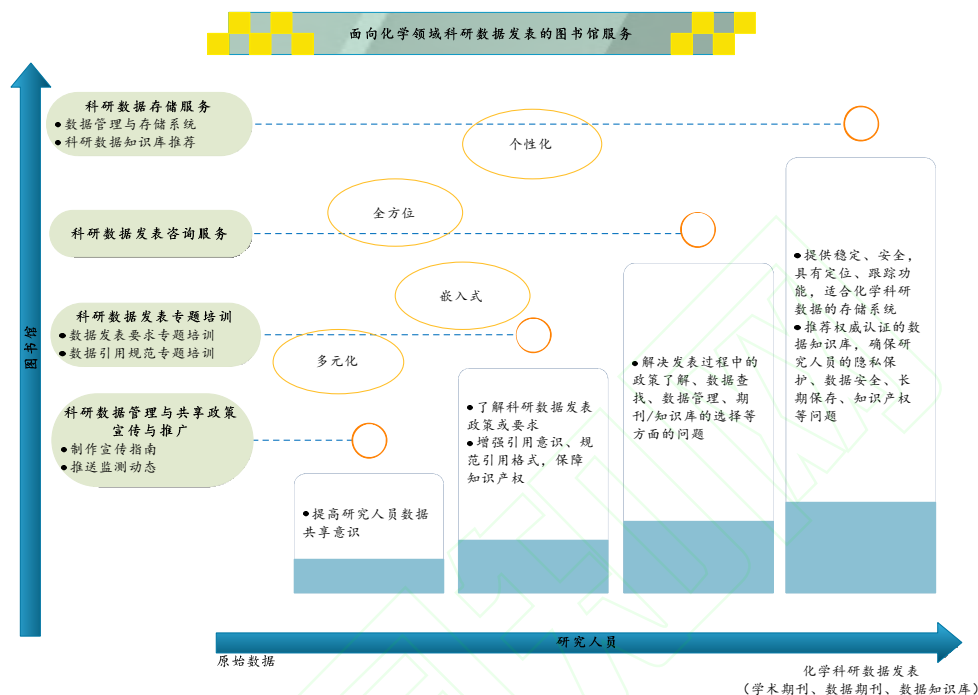 面向化学领域科研数据发表的图书馆服务
科研数据存储服务
●数据管理与存储系统
●科研数据知识库推荐
个性化
全方位
科研数据发表咨询服务
嵌入式
科研数据发表专题培训
●数据发表要求专题培训
●数据引用规范专题培训
多元化
科研数据管理与共享政策
宣传与推广
●制作宣传指南
●推送监测动态
图书馆
●提高研究人员数据
共享意识
●了解科研数据发表
政策或要求
●增强引用意识、规
范引用格式，保障
知识产权
●解决发表过程中的
政策了解、数据查
找、数据管理、期
刊/知识库的选择等
方面的问题
●提供稳定、安全，
具有定位、跟踪功
能，适合化学科研
数据的存储系统
●推荐权威认证的数
据知识库，确保研
究人员的隐私保
护、数据安全、长
期保存、知识产权
等问题
研究人员
原始数据
化学科研数据发表
（学术期刊、数据期刊、数据知识库）